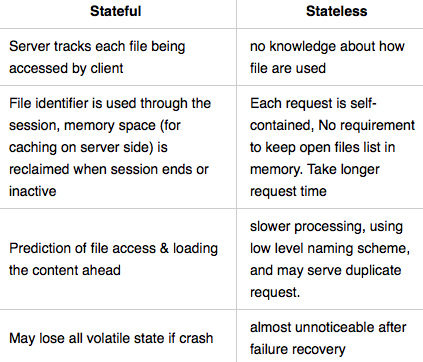 Stateful
Stateless
Server tracks each file being
accessed by client
no knowledge about how
file are used
File identifier is used through the
session, memory space (for
caching on server side) is
reclaimed when session ends or
inactive
Each request is self-
contained, No requirement
to keep open files list in
memory. Take longer
request time
Prediction of file access & loading
the content ahead
slower processing, using
low level naming scheme,
and may serve duplicate
request.
May lose all volatile state if crash
almost unnoticeable after
failure recovery